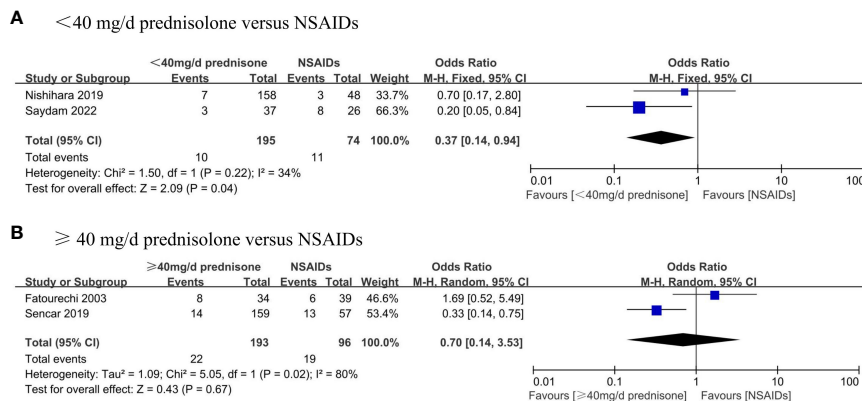 A
<40 mg/d prednisolone versus NSAIDs
<40mg/d prednisone NSAIDs Odds Ratio Odds Ratio
Study or Subgroup Events Total Events Total Weight M-H, Fixed, 95% CI M-H, Fixed, 95% CI
Nishihara 2019 7 158 3 48 33.7% 0.70 [0.17, 2.80]
Saydam 2022 3 37 8 26 66.3% 0.20 [0.05, 0.84]
Total (95% CI) 195 74 100.0% 0.37 [0.14, 0.94]
Total events 10 11
Heterogeneity: Chi² = 1.50, df = 1 (P = 0.22); I² = 34%
Test for overall effect: Z = 2.09 (P = 0.04)
0.01 0.1 1 10 100
Favours [<40mg/d prednisone] Favours [NSAIDs]
B
≥ 40 mg/d prednisolone versus NSAIDs
≥40mg/d prednisone NSAIDs Odds Ratio Odds Ratio
Study or Subgroup Events Total Events Total Weight M-H, Random, 95% CI M-H, Random, 95% CI
Fatourechi 2003 8 34 6 39 46.6% 1.69 [0.52, 5.49]
Sencar 2019 14 159 13 57 53.4% 0.33 [0.14, 0.75]
Total (95% CI) 193 96 100.0% 0.70 [0.14, 3.53]
Total events 22 19
Heterogeneity: Tau² = 1.09; Chi² = 5.05, df = 1 (P = 0.02); I² = 80%
Test for overall effect: Z = 0.43 (P = 0.67)
0.01 0.1 1 10 100
Favours [≥40mg/d prednisone] Favours [NSAIDs]